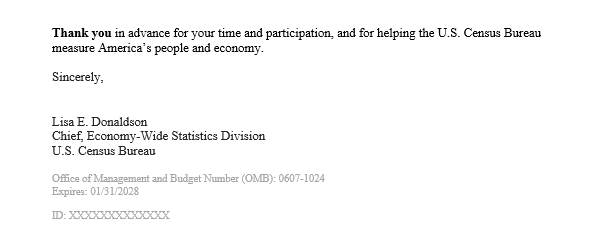 Thank you in advance for your time and participation, and for helping the U.S. Census Bureau
measure America's people and economy.
Sincerely,
Lisa E. Donaldson
Chief, Economy-Wide Statistics Division
U.S. Census Bureau
Office of Management and Budget Number (OMB): 0607-1024
Expires: 01/31/2028
ID: XXXXXXXXXXXXXX